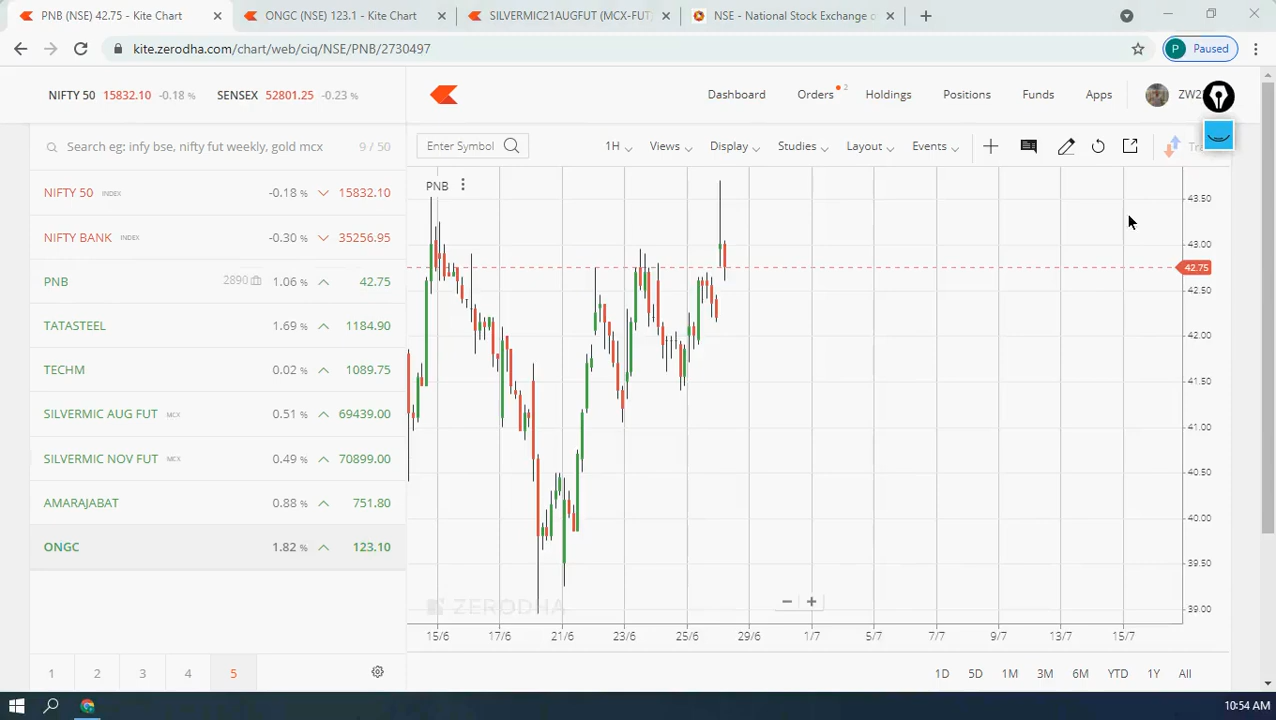 PNB (NSE) 42.75 - Kite Chart
ONGC (NSE) 123.1 - Kite Chart
SILVERMIC21AUGFUT (MCX-FUT)
NSE - National Stock Exchange o
kite.zerodha.com/chart/web/ciq/NSE/PNB/2730497
P Paused
NIFTY 50 15832.10 -0.18 % SENSEX 52801.25 -0.23 %
Dashboard Orders 2 Holdings Positions Funds Apps
Search eg: infy bse, nifty fut weekly, gold mcx 9 / 50
Enter Symbol 1H Views Display Studies Layout Events
NIFTY 50 INDEX -0.18 % 15832.10
NIFTY BANK INDEX -0.30 % 35256.95
PNB 2890 1.06 % 42.75
TATASTEEL 1.69 % 1184.90
TECHM 0.02 % 1089.75
SILVERMIC AUG FUT MCX 0.51 % 69439.00
SILVERMIC NOV FUT MCX 0.49 % 70899.00
AMARAJABAT 0.88 % 751.80
ONGC 1.82 % 123.10
1 2 3 4 5
PNB
43.50
43.00
42.75
42.50
42.00
41.50
41.00
40.50
40.00
39.50
39.00
ZERODHA
15/6 17/6 21/6 23/6 25/6 29/6 1/7 5/7 7/7 9/7 13/7 15/7
1D 5D 1M 3M 6M YTD 1Y All
10:54 AM